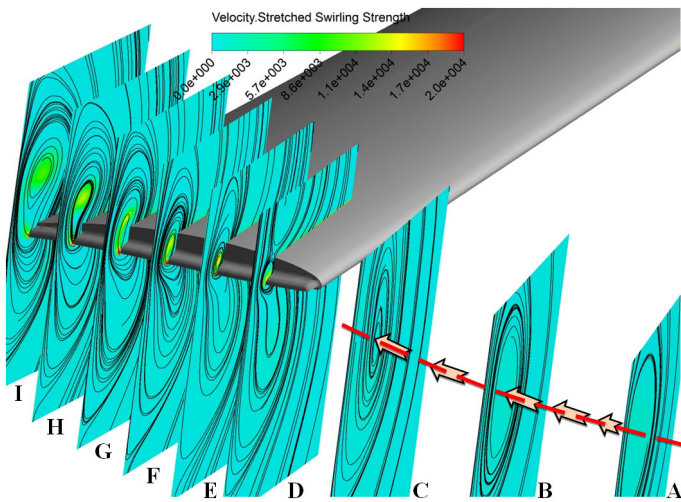 Velocity.Stretched Swirling Strength
0.0e+000
2.9e+003
5.7e+003
8.6e+003
1.1e+004
1.4e+004
1.7e+004
2.0e+004
I
H
G
F
E
D
C
B
A